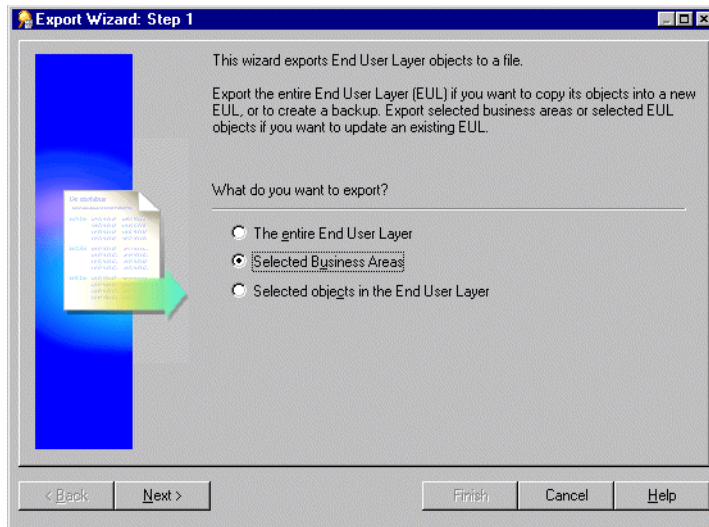 Export Wizard: Step 1
This wizard exports End User Layer objects to a file.
Export the entire End User Layer (EUL) if you want to copy its objects into a new
EUL, or to create a backup. Export selected business areas or selected EUL
objects if you want to update an existing EUL.
What do you want to export?
The entire End User Layer
Selected Business Areas
Selected objects in the End User Layer
< Back Next > Finish Cancel Help